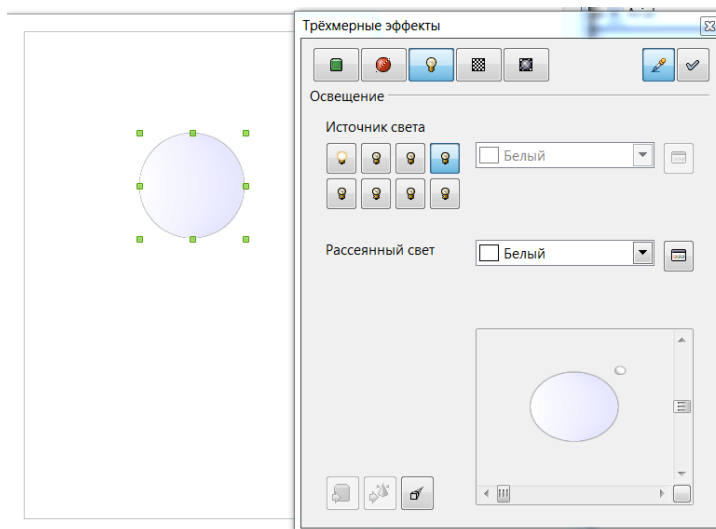 Трёхмерные эффекты
Освещение
Источник света
Белый
Рассеянный свет
Белый